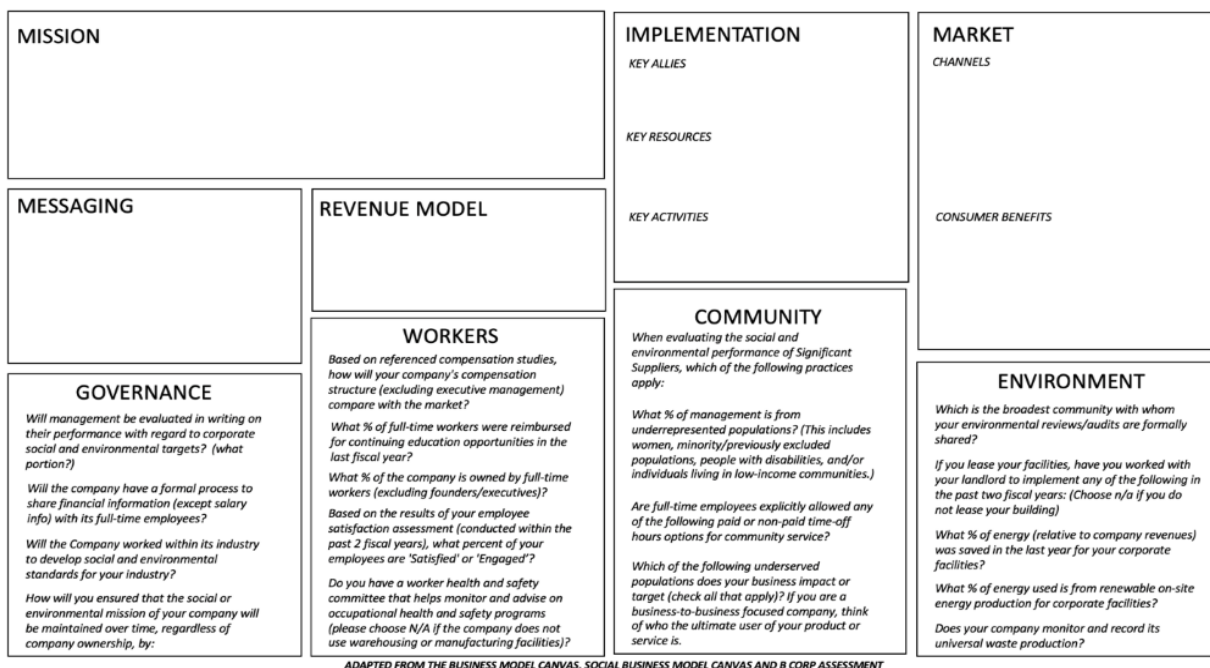 MISSION
IMPLEMENTATION
KEY ALLIES
KEY RESOURCES
KEY ACTIVITIES
MARKET
CHANNELS
CONSUMER BENEFITS
MESSAGING
REVENUE MODEL
GOVERNANCE
Will management be evaluated in writing on
their performance with regard to corporate
social and environmental targets? (what
portion?)
Will the company have a formal process to
share financial information (except salary
info) with its full-time employees?
Will the Company worked within its industry
to develop social and environmental
standards for your industry?
How will you ensured that the social or
environmental mission of your company will
be maintained over time, regardless of
company ownership, by:
WORKERS
Based on referenced compensation studies,
how will your company's compensation
structure (excluding executive management)
compare with the market?
What % of full-time workers were reimbursed
for continuing education opportunities in the
last fiscal year?
What % of the company is owned by full-time
workers (excluding founders/executives)?
Based on the results of your employee
satisfaction assessment (conducted within the
past 2 fiscal years), what percent of your
employees are 'Satisfied' or 'Engaged'?
Do you have a worker health and safety
committee that helps monitor and advise on
occupational health and safety programs
(please choose N/A if the company does not
use warehousing or manufacturing facilities)?
COMMUNITY
When evaluating the social and
environmental performance of Significant
Suppliers, which of the following practices
apply:
What % of management is from
underrepresented populations? (This includes
women, minority/previously excluded
populations, people with disabilities, and/or
individuals living in low-income communities.)
Are full-time employees explicitly allowed any
of the following paid or non-paid time-off
hours options for community service?
Which of the following underserved
populations does your business impact or
target (check all that apply)? If you are a
business-to-business focused company, think
of who the ultimate user of your product or
service is.
ENVIRONMENT
Which is the broadest community with whom
your environmental reviews/audits are formally
shared?
If you lease your facilities, have you worked with
your landlord to implement any of the following in
the past two fiscal years: (Choose n/a if you do
not lease your building)
What % of energy (relative to company revenues)
was saved in the last year for your corporate
facilities?
What % of energy used is from renewable on-site
energy production for corporate facilities?
Does your company monitor and record its
universal waste production?
ADAPTED FROM THE BUSINESS MODEL CANVAS, SOCIAL BUSINESS MODEL CANVAS AND B CORP ASSESSMENT